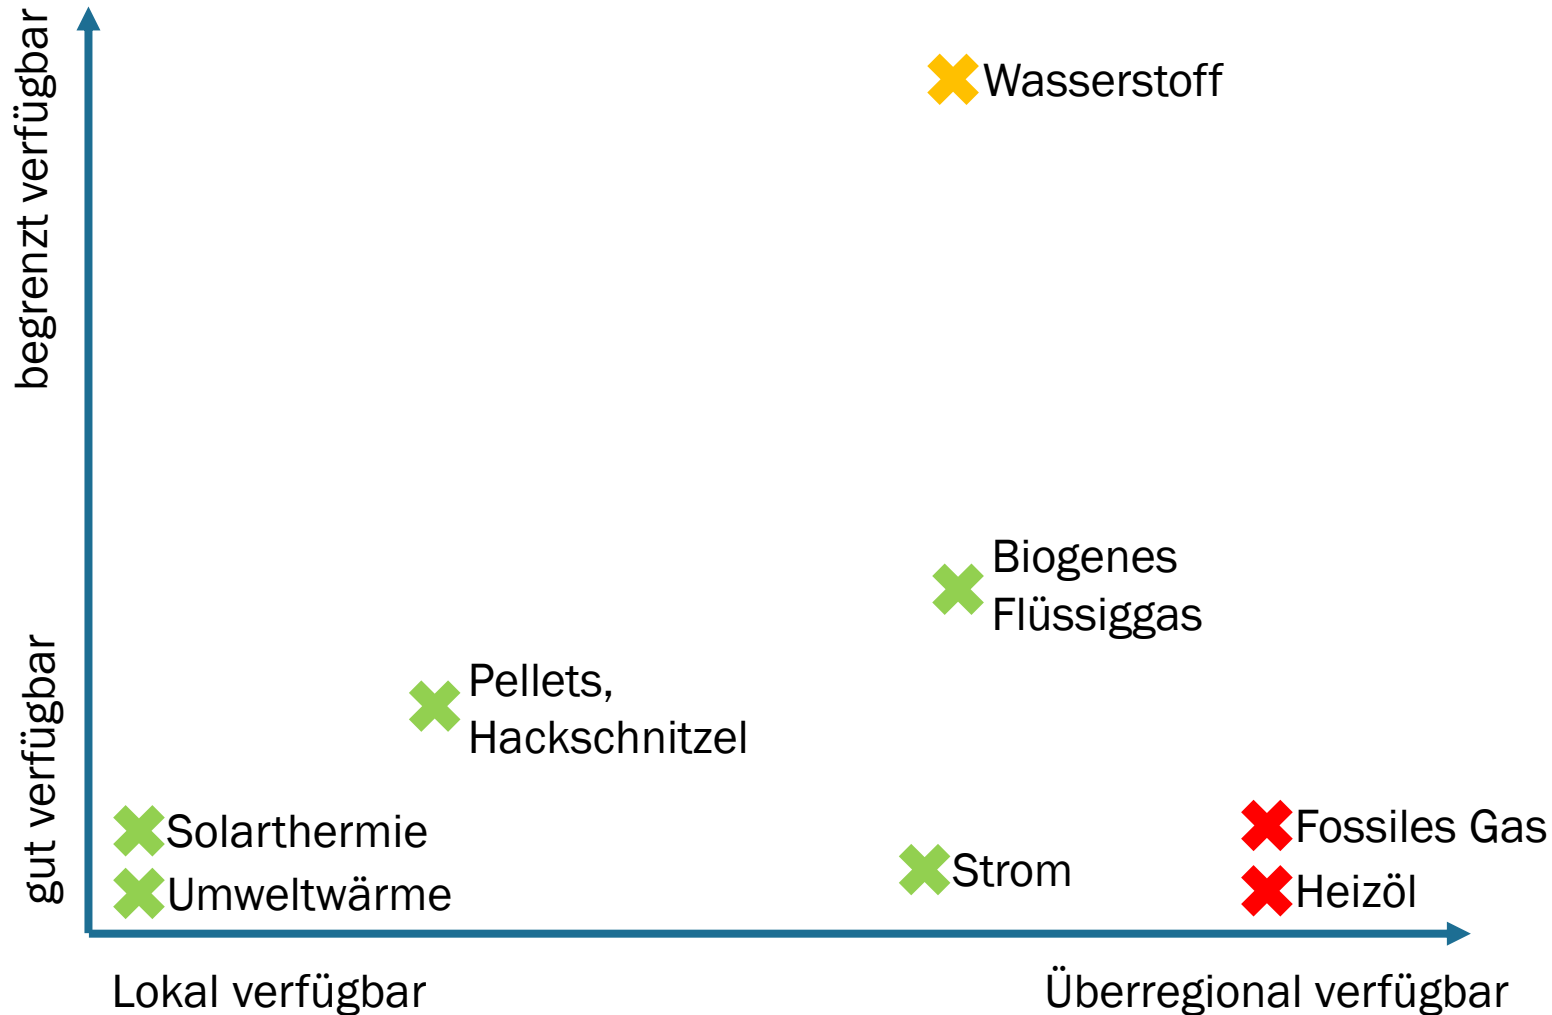 begrenzt verfügbar
gut verfügbar
Wasserstoff
Biogenes
Flüssiggas
Pellets,
Hackschnitzel
Solarthermie
Umweltwärme
Strom
Fossiles Gas
Heizöl
Lokal verfügbar
Überregional verfügbar